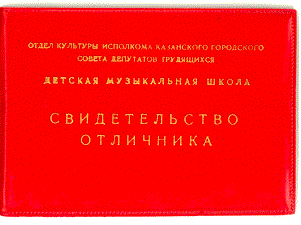 ОТДЕЛ КУЛЬТУРЫ ИСПОЛКОМА КАЗАНСКОГО ГОРОДСКОГО
СОВЕТА ДЕПУТАТОВ ТРУДЯЩИХСЯ
ДЕТСКАЯ МУЗЫКАЛЬНАЯ ШКОЛА
СВИДЕТЕЛЬСТВО
ОТЛИЧНИКА